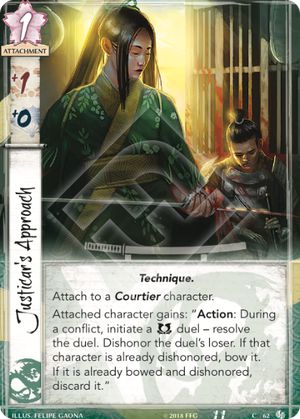 1
ATTACHMENT
+1
+0
Justicar's Approach
Technique.
Attach to a Courtier character.
Attached character gains: "Action: During
a conflict, initiate a duel – resolve
the duel. Dishonor the duel's loser. If that
character is already dishonored, bow it.
If it is already bowed and dishonored,
discard it."
ILLUS. FELIPE GAONA
©2018 FFG
11
C 62